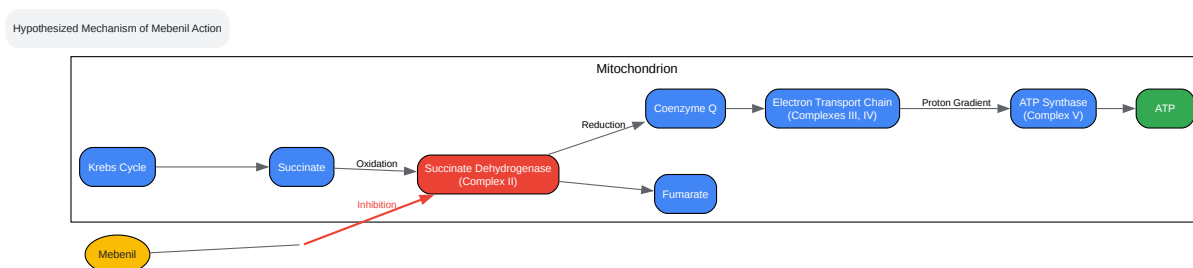 Hypothesized Mechanism of Mebenil Action
Mitochondrion
Coenzyme Q
Electron Transport Chain
(Complexes III, IV)
Proton Gradient
ATP Synthase
(Complex V)
ATP
Reduction
Krebs Cycle
Succinate
Oxidation
Succinate Dehydrogenase
(Complex II)
Fumarate
Inhibition
Mebenil